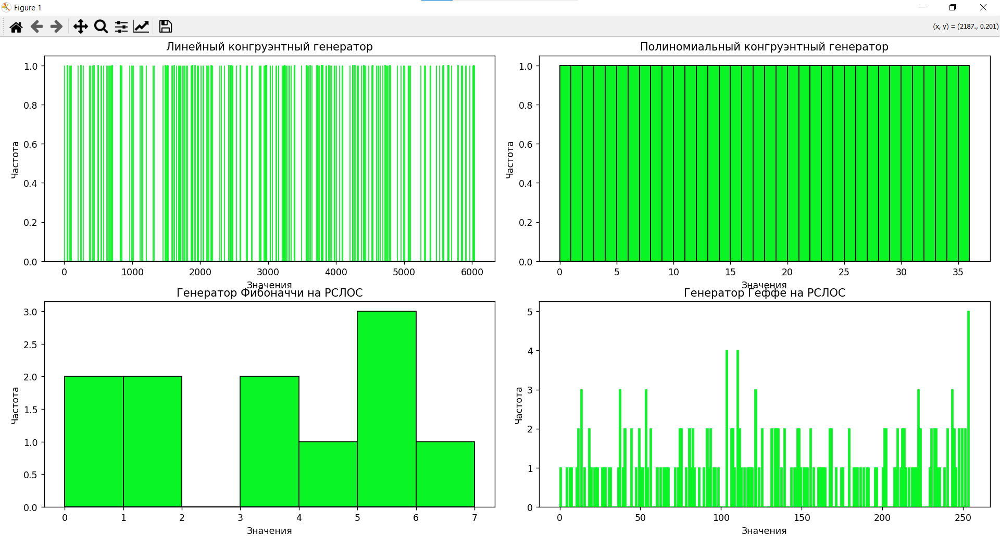 Figure 1
(x, y) = (2187., 0.201)
Линейный конгруэнтный генератор
Частота
1.0
0.8
0.6
0.4
0.2
0.0
0 1000 2000 3000 4000 5000 6000
Значения
Полиномиальный конгруэнтный генератор
Частота
1.0
0.8
0.6
0.4
0.2
0.0
0 5 10 15 20 25 30 35
Значения
Генератор Фибоначчи на РСЛОС
Частота
3.0
2.5
2.0
1.5
1.0
0.5
0.0
0 1 2 3 4 5 6 7
Значения
Генератор Геффе на РСЛОС
Частота
5
4
3
2
1
0
0 50 100 150 200 250
Значения